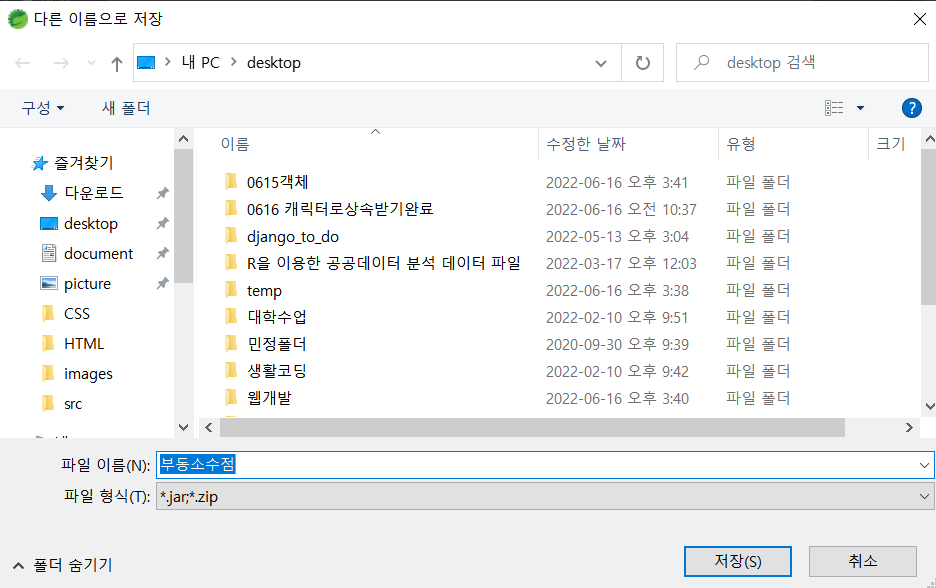 다른 이름으로 저장
내 PC > desktop
desktop 검색
구성 새 폴더
이름 수정한 날짜 유형 크기
즐겨찾기
다운로드
desktop
document
picture
CSS
HTML
images
src
0615객체 2022-06-16 오후 3:41 파일 폴더
0616 캐릭터로상속받기완료 2022-06-16 오전 10:37 파일 폴더
django_to_do 2022-05-13 오후 3:04 파일 폴더
R을 이용한 공공데이터 분석 데이터 파일 2022-03-17 오후 12:03 파일 폴더
temp 2022-06-16 오후 3:38 파일 폴더
대학수업 2022-02-10 오후 9:51 파일 폴더
민정폴더 2020-09-30 오후 9:39 파일 폴더
생활코딩 2022-02-10 오후 9:42 파일 폴더
웹개발 2022-06-16 오후 3:40 파일 폴더
파일 이름(N): 부동소수점
파일 형식(T): *.jar;*.zip
폴더 숨기기
저장(S) 취소